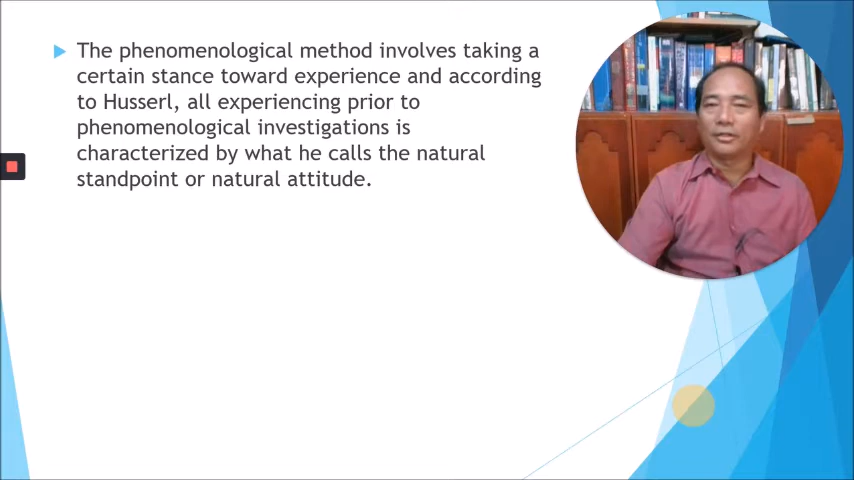 The phenomenological method involves taking a
certain stance toward experience and according
to Husserl, all experiencing prior to
phenomenological investigations is
characterized by what he calls the natural
standpoint or natural attitude.